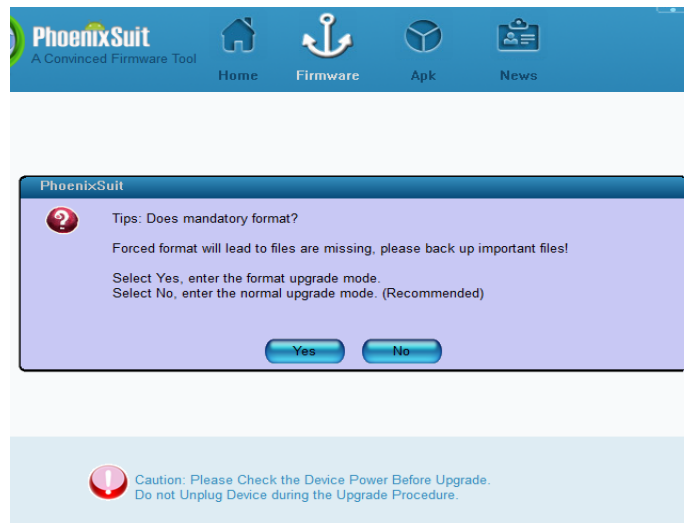 PhoenixSuit
A Convinced Firmware Tool
Home
Firmware
Apk
News
PhoenixSuit
Tips: Does mandatory format?
Forced format will lead to files are missing, please back up important files!
Select Yes, enter the format upgrade mode.
Select No, enter the normal upgrade mode. (Recommended)
Yes
No
Caution: Please Check the Device Power Before Upgrade.
Do not Unplug Device during the Upgrade Procedure.